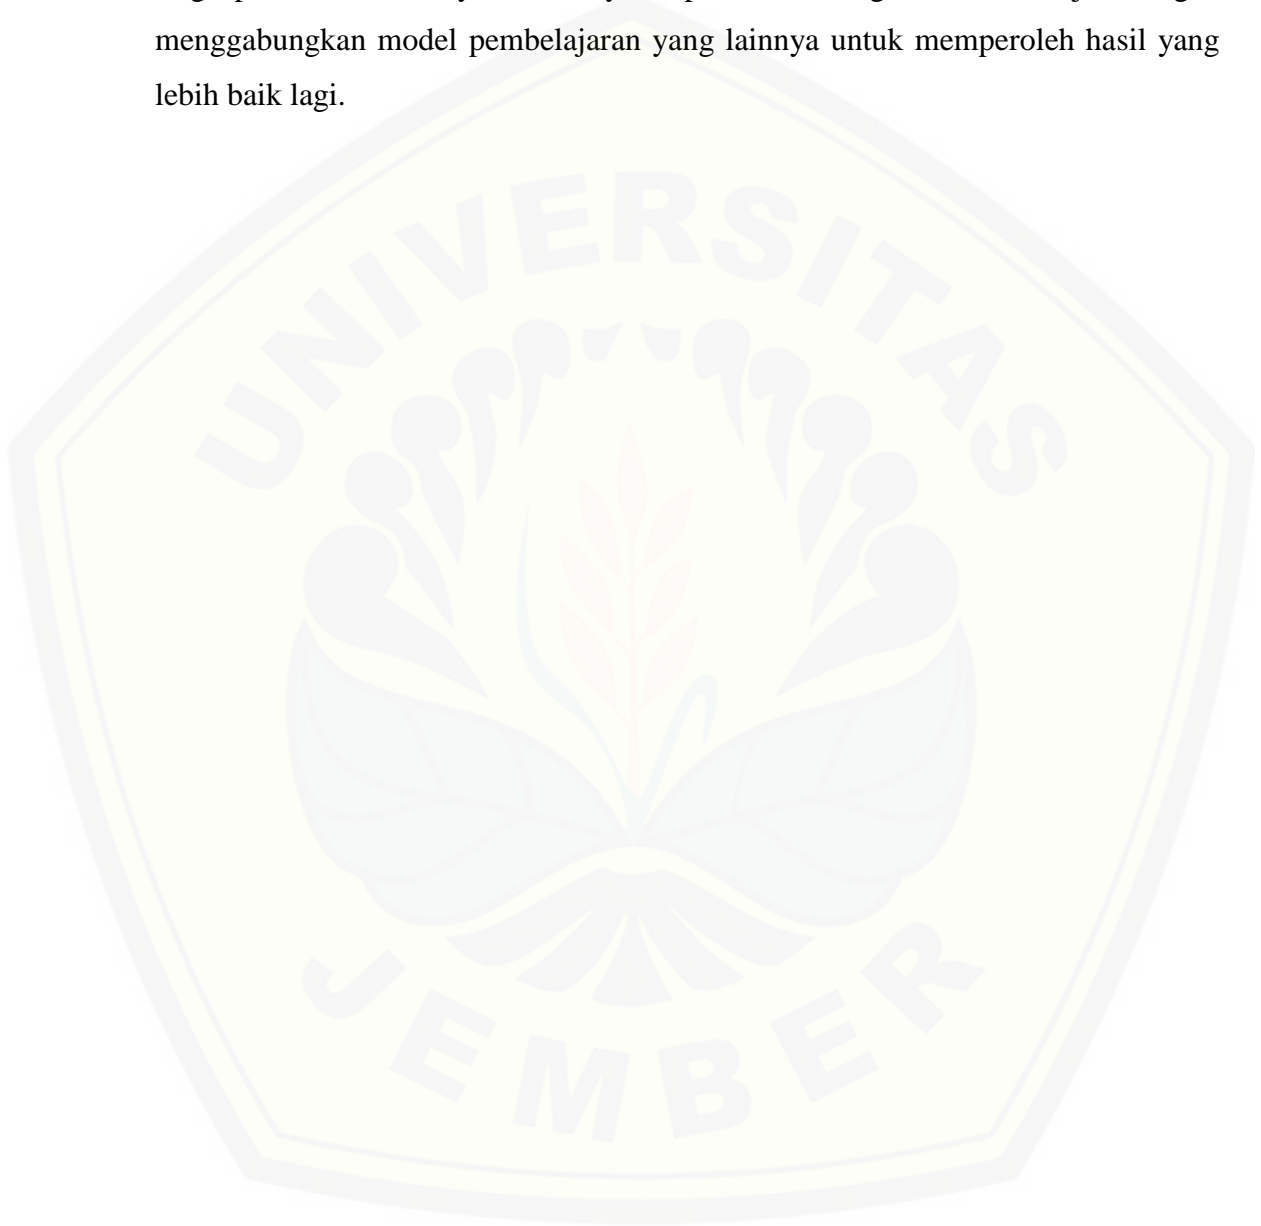 menggabungkan model pembelajaran yang lainnya untuk memperoleh hasil yang
lebih baik lagi.
UNIVERSITAS
JEMBER